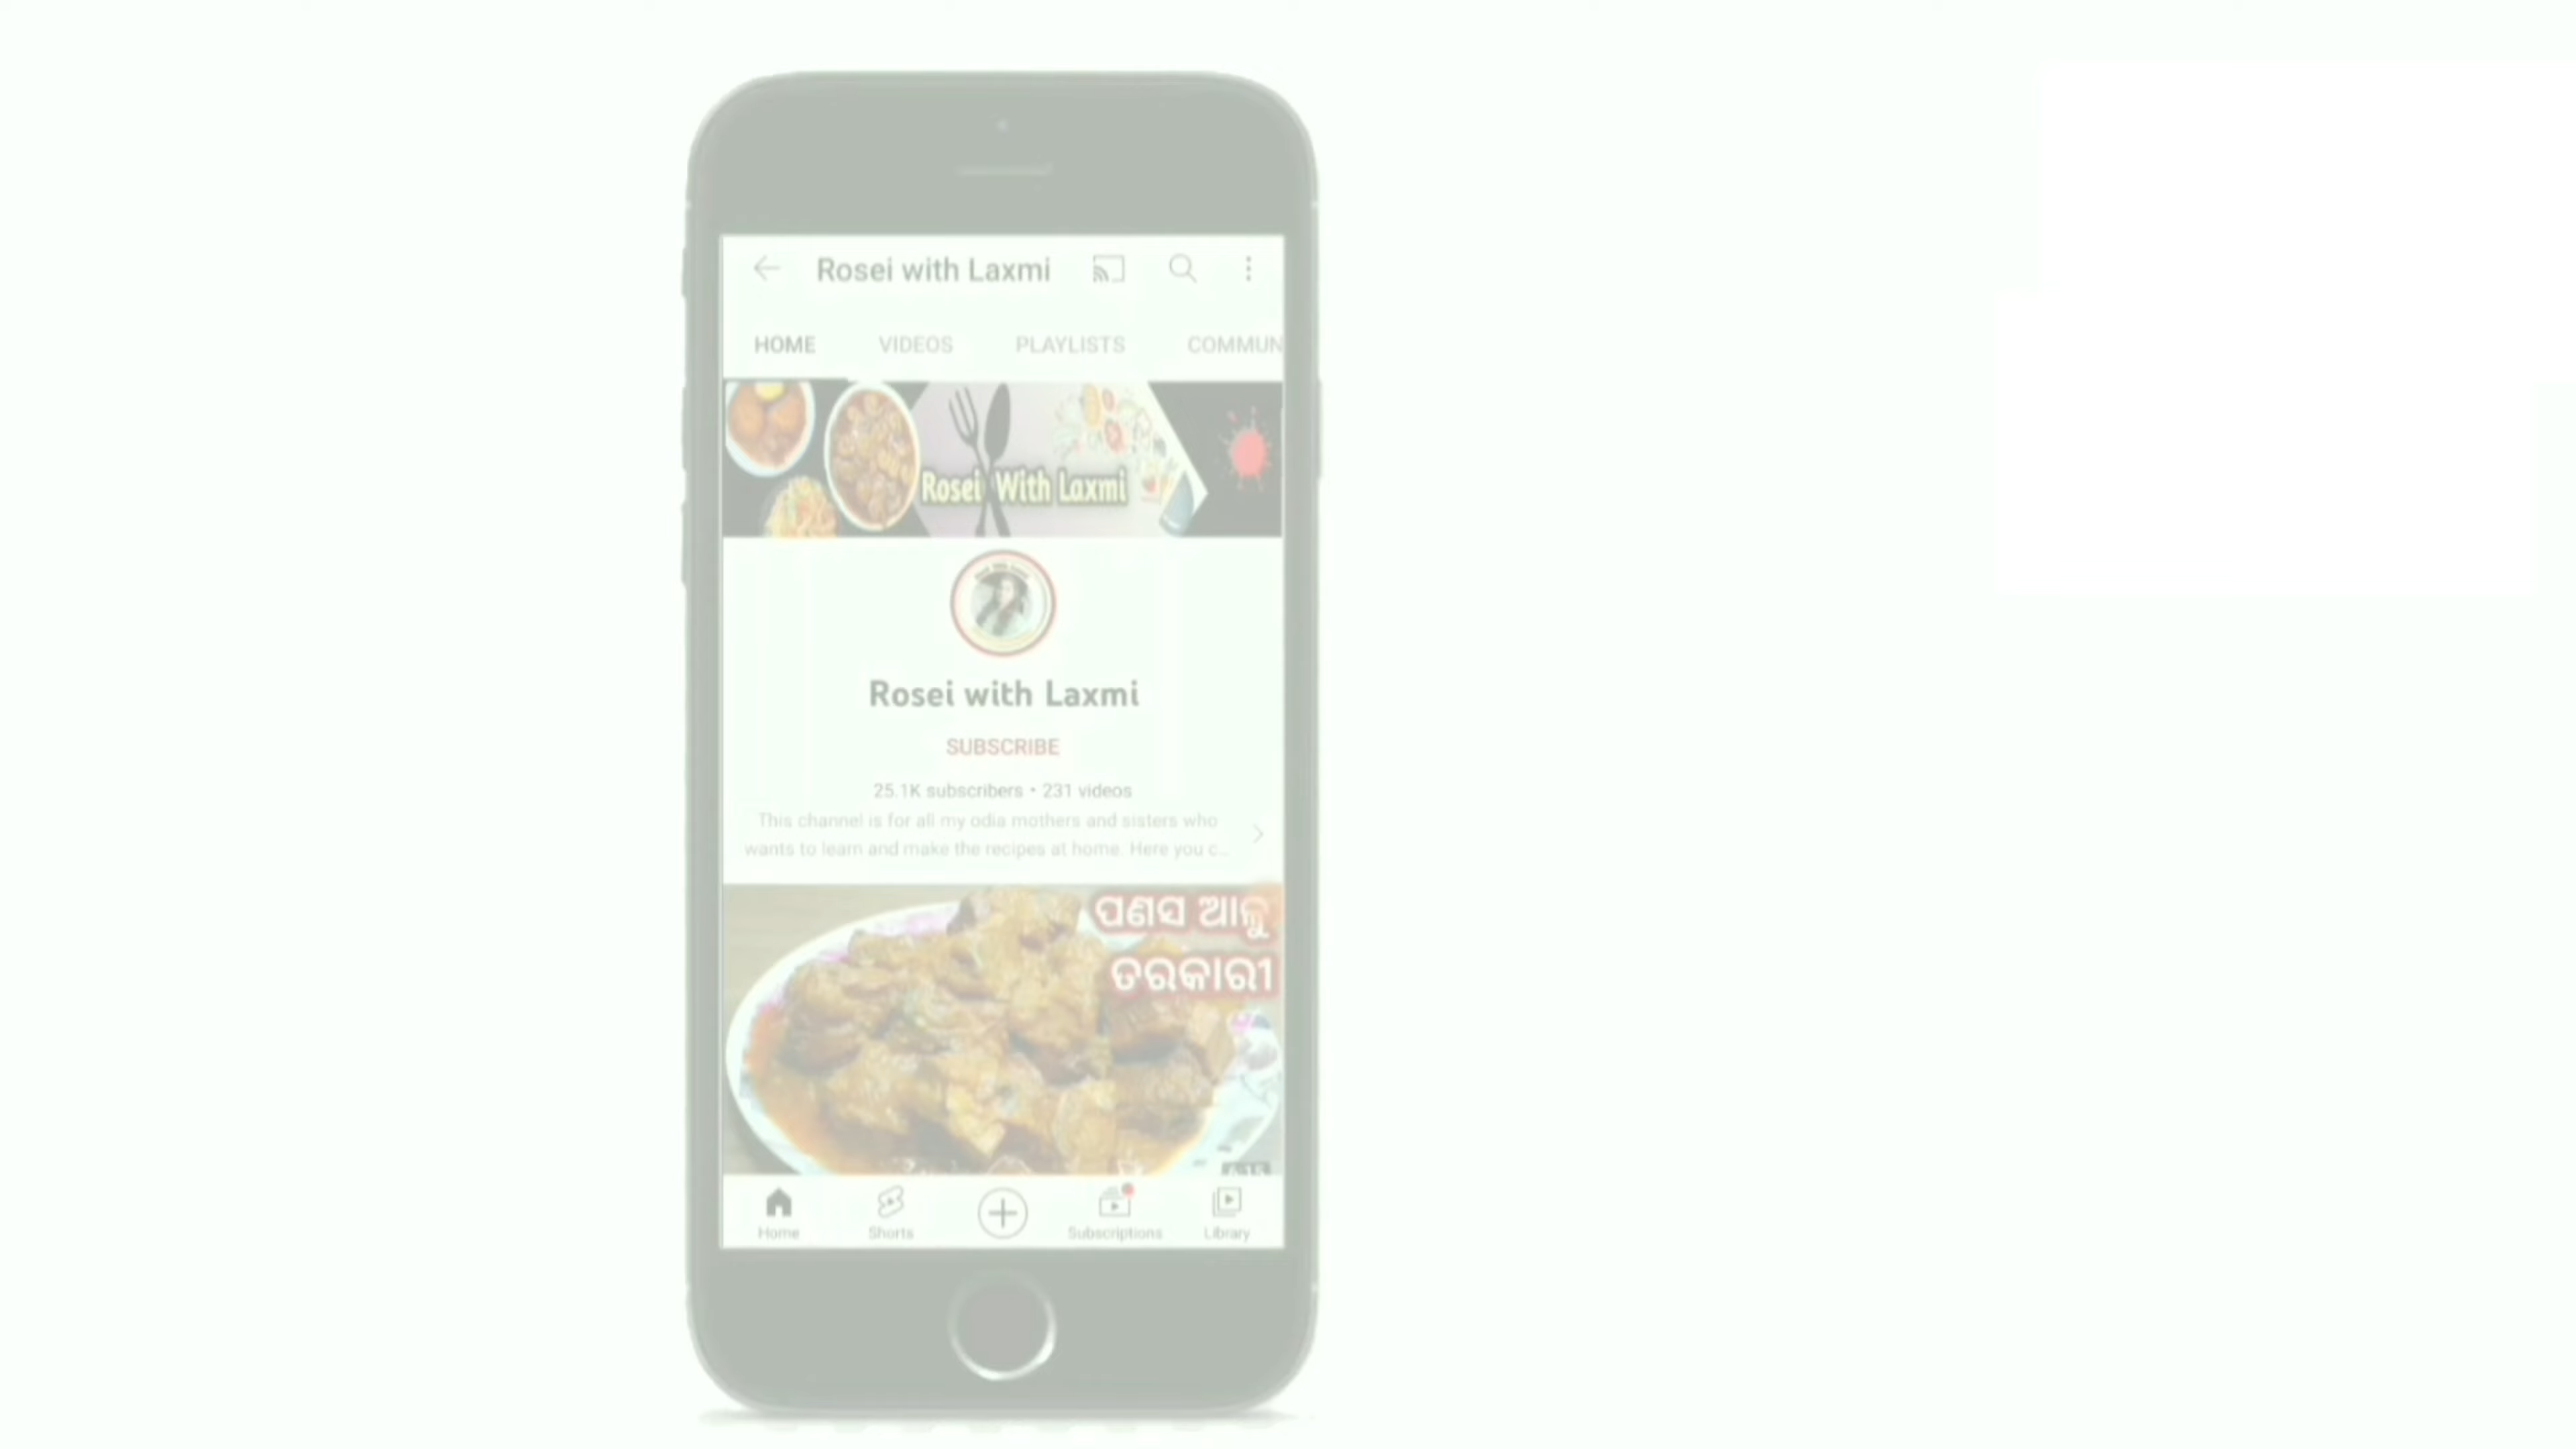 Rosei with Laxmi
HOME VIDEOS PLAYLISTS COMMUN
Rosei With Laxmi
Rosei with Laxmi
SUBSCRIBE
25.1K subscribers • 231 videos
This channel is for all my odia mothers and sisters who
wants to learn and make the recipes at home. Here you c...
ପଣସ ଆଳୁ
ତରକାରୀ
Home Shorts Subscriptions Library